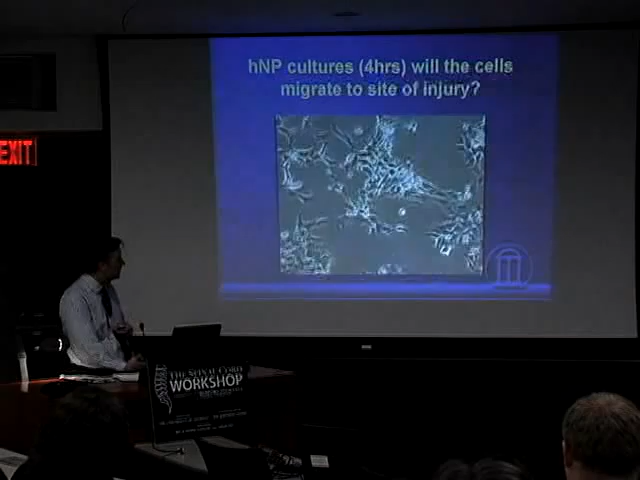 hNP cultures (4hrs) will the cells
migrate to site of injury?
EXIT
THE SPINAL CORD
WORKSHOP